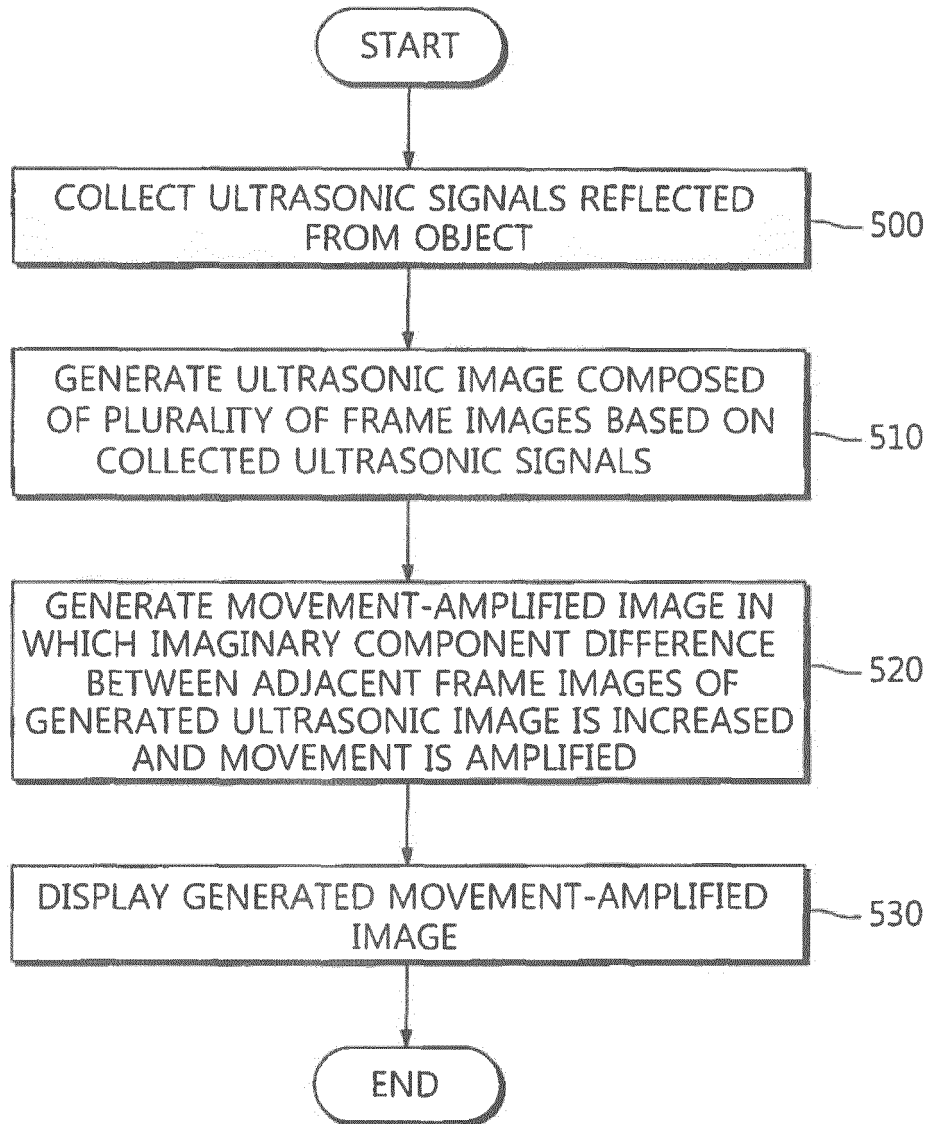 START
COLLECT ULTRASONIC SIGNALS REFLECTED
FROM OBJECT
500
GENERATE ULTRASONIC IMAGE COMPOSED
OF PLURALITY OF FRAME IMAGES BASED ON
COLLECTED ULTRASONIC SIGNALS
510
GENERATE MOVEMENT-AMPLIFIED IMAGE IN
WHICH IMAGINARY COMPONENT DIFFERENCE
BETWEEN ADJACENT FRAME IMAGES OF
GENERATED ULTRASONIC IMAGE IS INCREASED
AND MOVEMENT IS AMPLIFIED
520
DISPLAY GENERATED MOVEMENT-AMPLIFIED
IMAGE
530
END